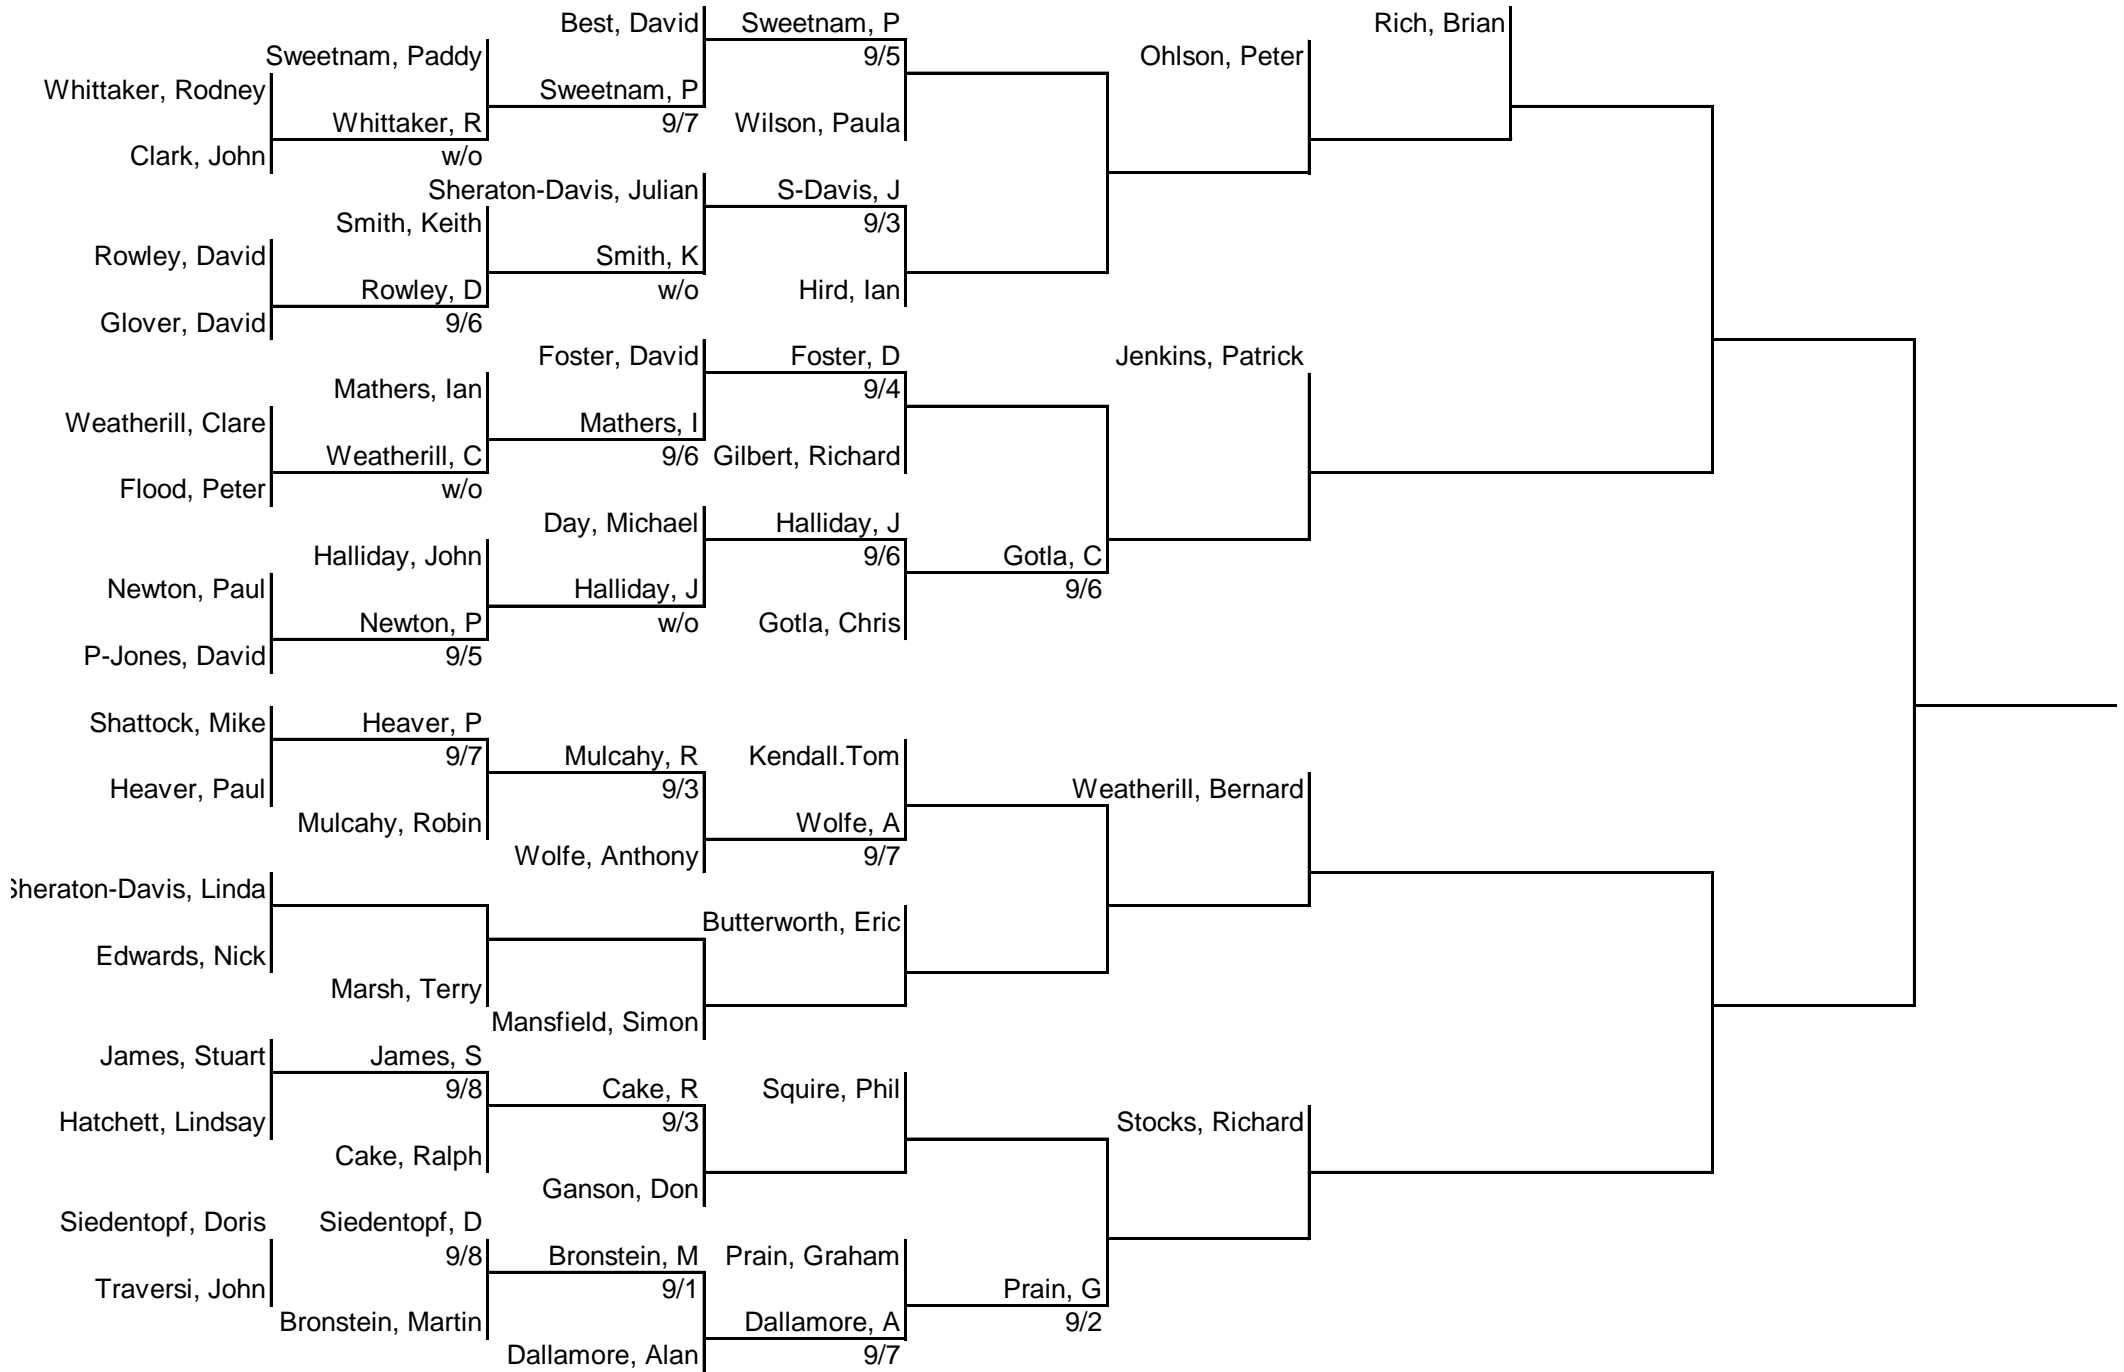 Best, David
Sweetnam, P
Rich, Brian
Sweetnam, Paddy
9/5
Ohlson, Peter
Whittaker, Rodney
Sweetnam, P
Whittaker, R
9/7
Wilson, Paula
Clark, John
w/o
Sheraton-Davis, Julian
S-Davis, J
Smith, Keith
9/3
Rowley, David
Smith, K
Rowley, D
w/o
Hird, Ian
Glover, David
9/6
Foster, David
Foster, D
Jenkins, Patrick
Mathers, Ian
9/4
Weatherill, Clare
Mathers, I
Weatherill, C
9/6
Gilbert, Richard
Flood, Peter
w/o
Day, Michael
Halliday, J
Halliday, John
9/6
Gotla, C
Newton, Paul
Halliday, J
9/6
Newton, P
w/o
Gotla, Chris
P-Jones, David
9/5
Shattock, Mike
Heaver, P
9/7
Mulcahy, R
Kendall.Tom
Heaver, Paul
9/3
Weatherill, Bernard
Mulcahy, Robin
Wolfe, A
Wolfe, Anthony
9/7
Sheraton-Davis, Linda
Butterworth, Eric
Edwards, Nick
Marsh, Terry
Mansfield, Simon
James, Stuart
James, S
9/8
Cake, R
Squire, Phil
Hatchett, Lindsay
9/3
Stocks, Richard
Cake, Ralph
Ganson, Don
Siedentopf, Doris
Siedentopf, D
9/8
Bronstein, M
Prain, Graham
Traversi, John
9/1
Prain, G
Bronstein, Martin
Dallamore, A
9/2
Dallamore, Alan
9/7